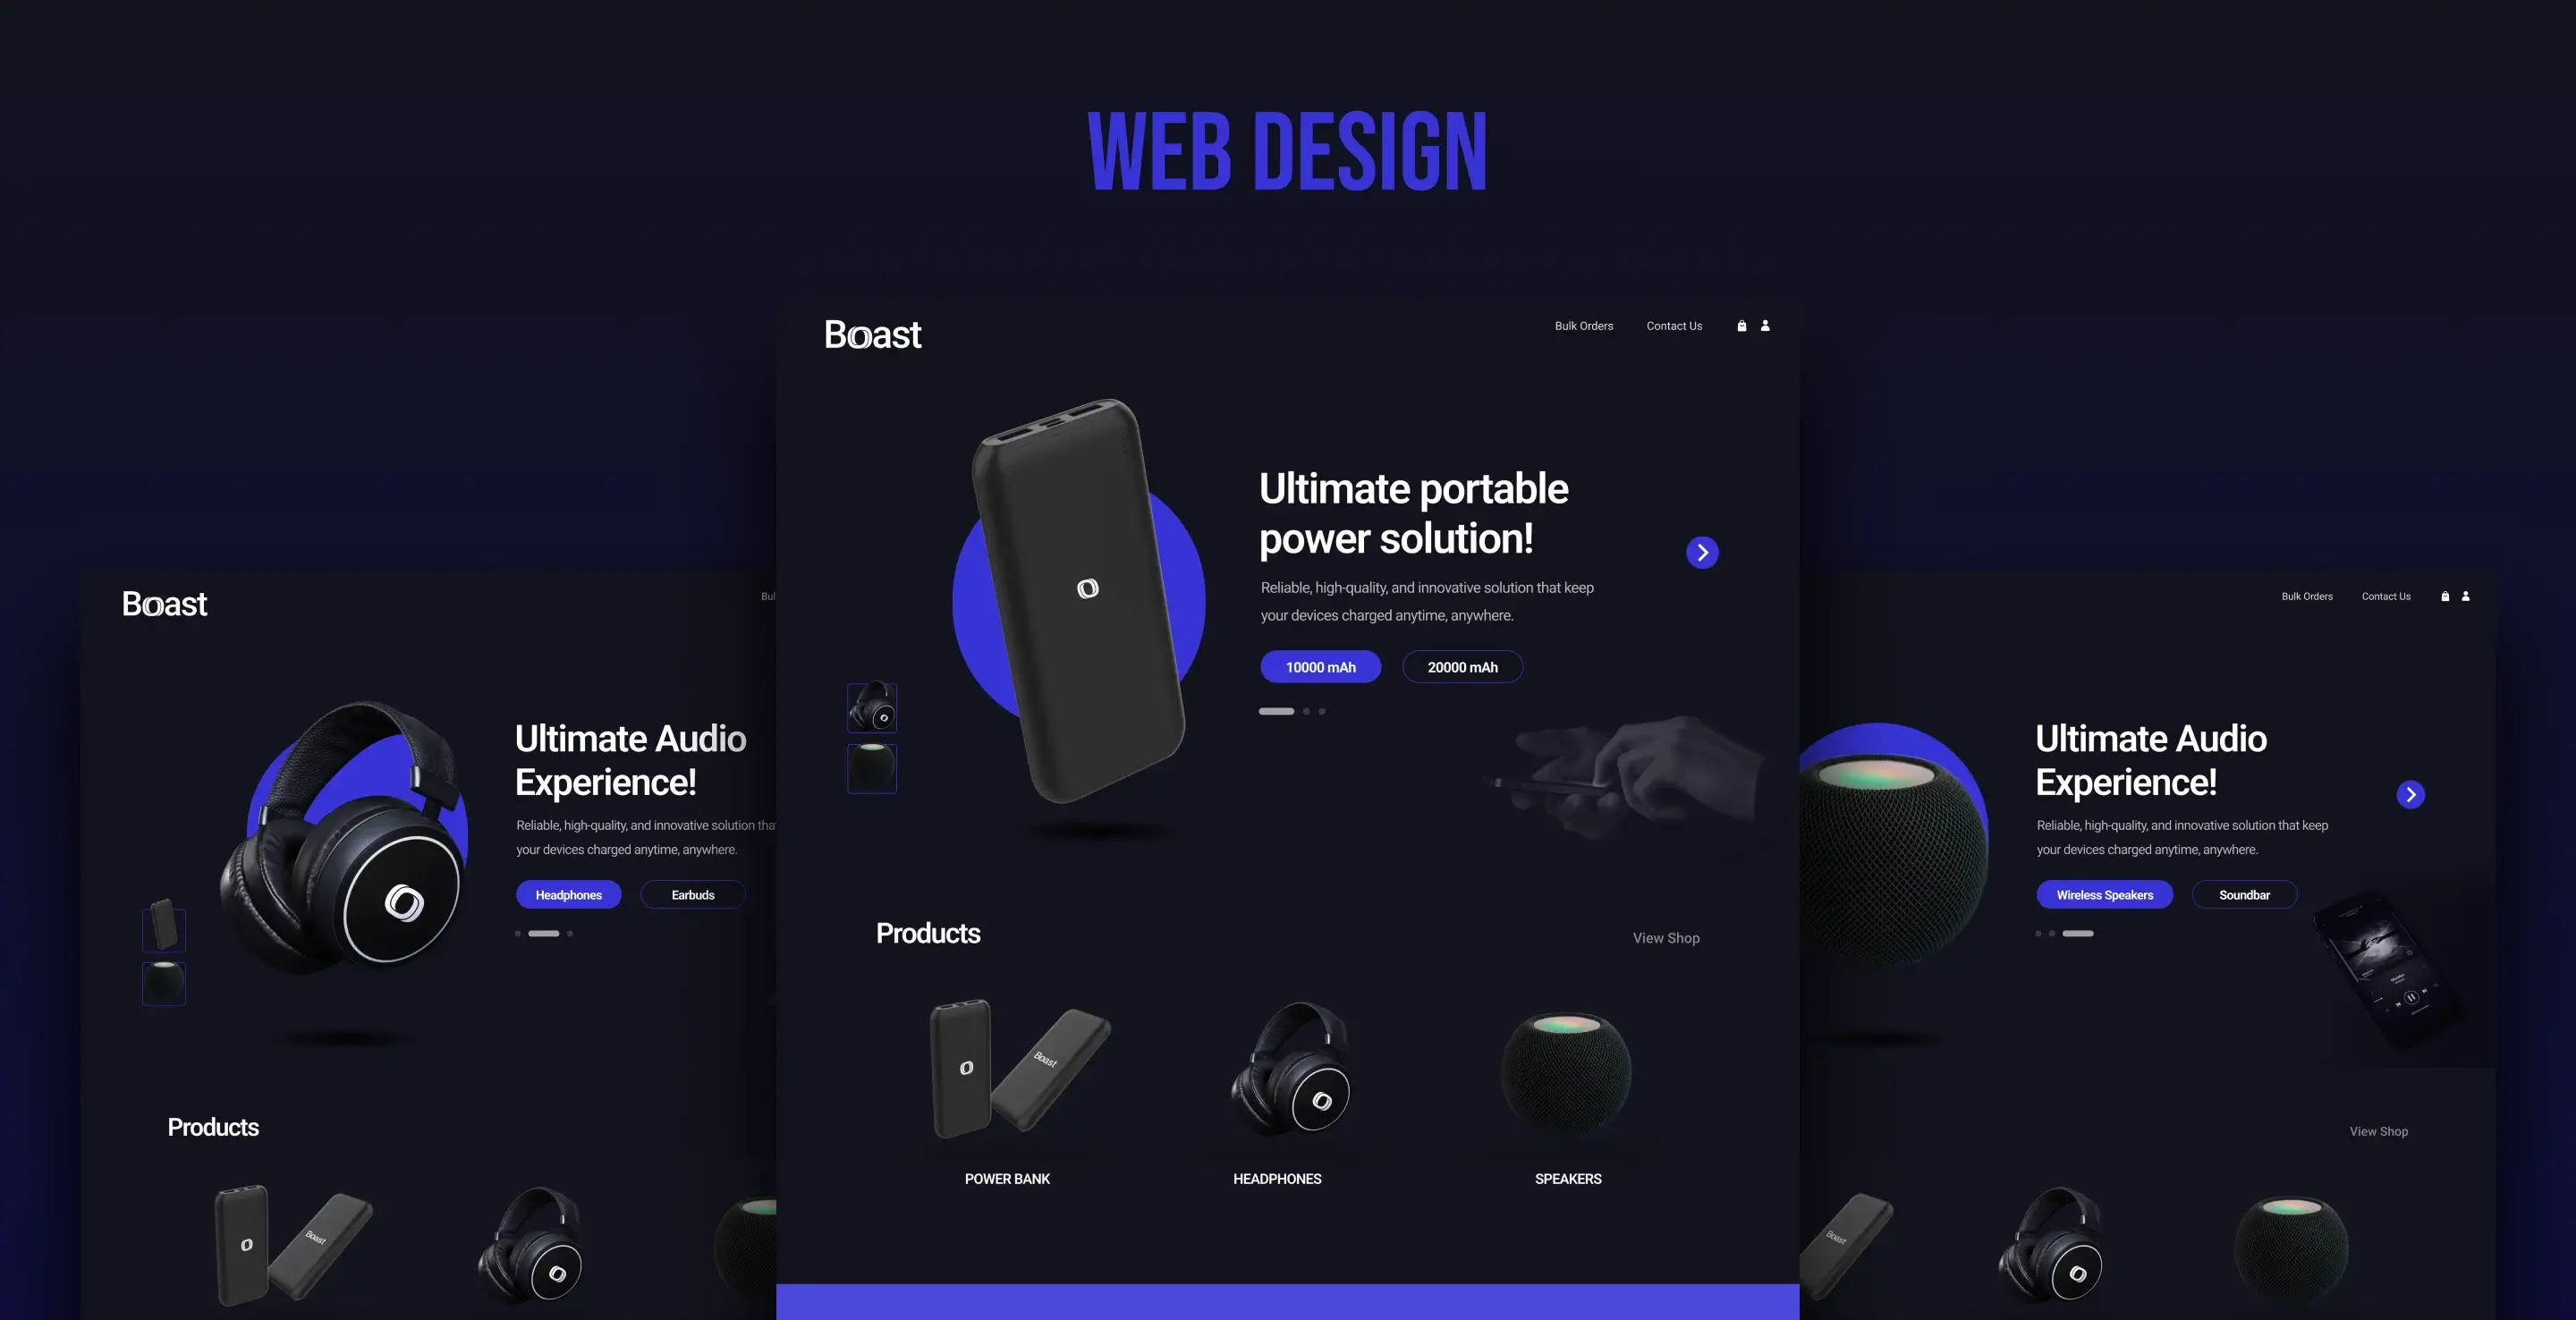 WEB DESIGN
Boast
Bulk Orders
Contact Us
Ultimate portable
power solution!
Reliable, high-quality, and innovative solution that keep
your devices charged anytime, anywhere.
10000 mAh
20000 mAh
Products
View Shop
Boast
POWER BANK
HEADPHONES
SPEAKERS
Boast
Bul
Ultimate Audio
Experience!
Reliable, high-quality, and innovative solution tha
your devices charged anytime, anywhere.
Headphones
Earbuds
Products
Boast
Bulk Orders
Contact Us
Ultimate Audio
Experience!
Reliable, high-quality, and innovative solution that keep
your devices charged anytime, anywhere.
Wireless Speakers
Soundbar
View Shop
Boast